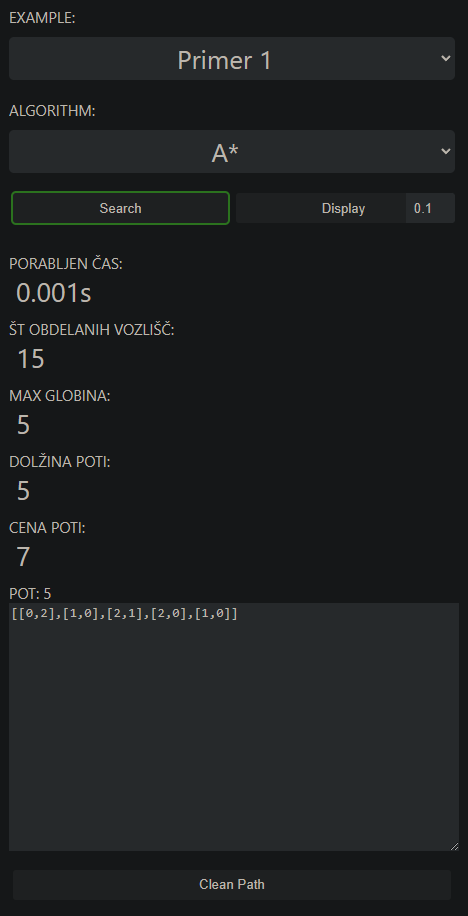 EXAMPLE:
Primer 1
ALGORITHM:
A*
Search Display 0.1
PORABLJEN ČAS:
0.001s
ŠT OBDELANIH VOZLIŠČ:
15
MAX GLOBINA:
5
DOLŽINA POTI:
5
CENA POTI:
7
POT: 5
[[0,2],[1,0],[2,1],[2,0],[1,0]]
Clean Path